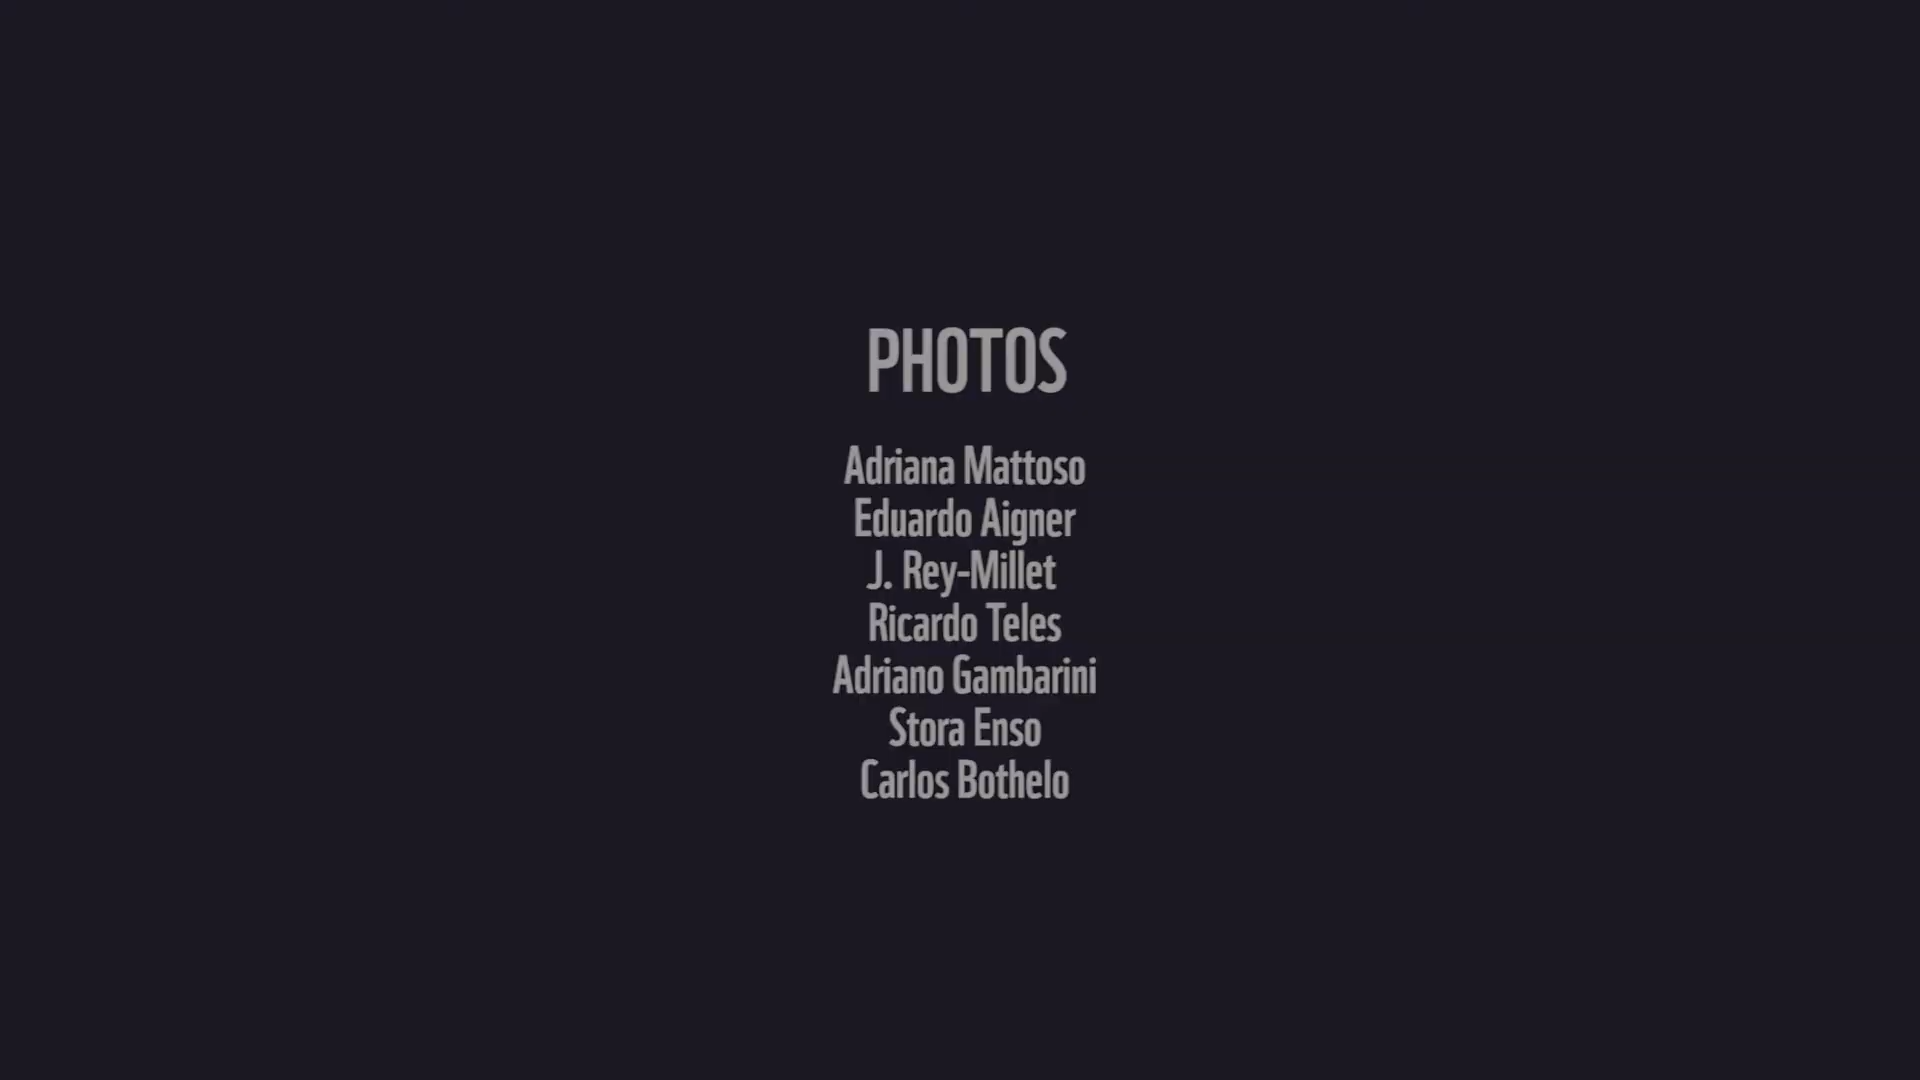 PHOTOS
Adriana Mattoso
Eduardo Aigner
J. Rey-Millet
Ricardo Teles
Adriano Gambarini
Stora Enso
Carlos Bothelo